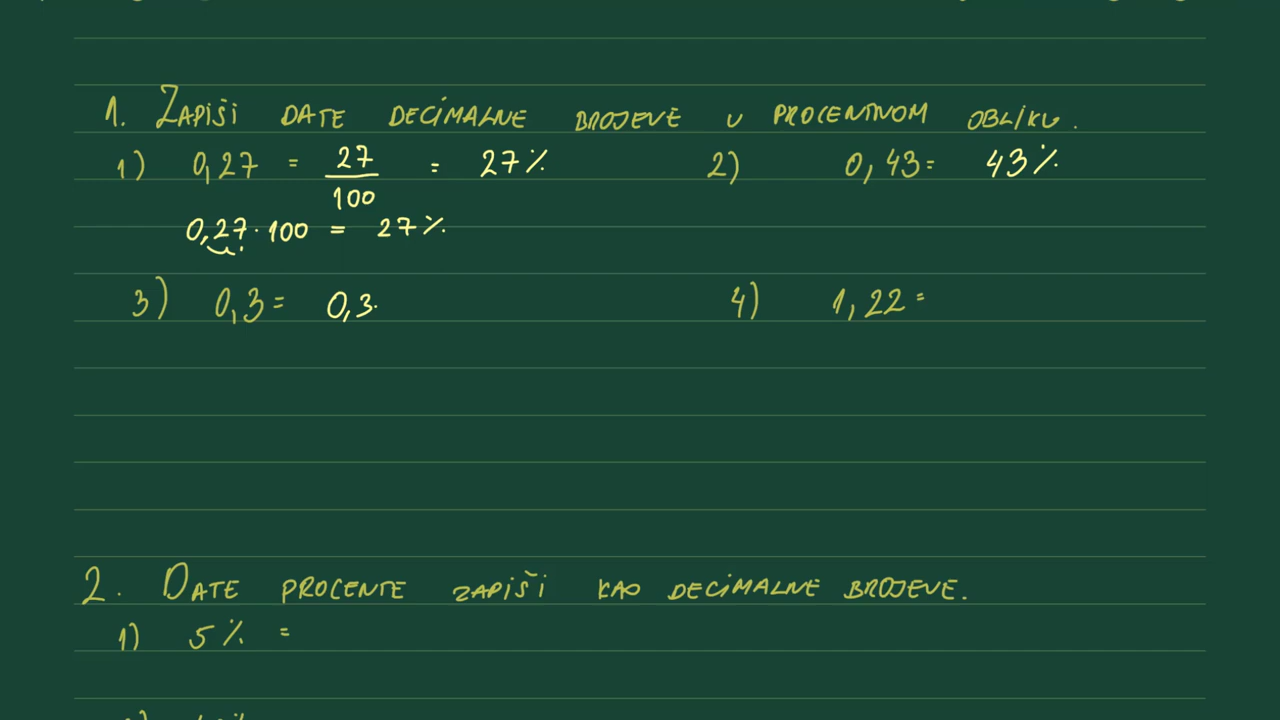 1. Zapiši date decimalne brojeve u procentnom obliku.
1) 0,27 = 27/100 = 27% 2) 0,43= 43%
0,27·100 = 27%
3) 0,3= 0,3· 4) 1,22=
2. Date procente zapiši kao decimalne brojeve.
1) 5% =